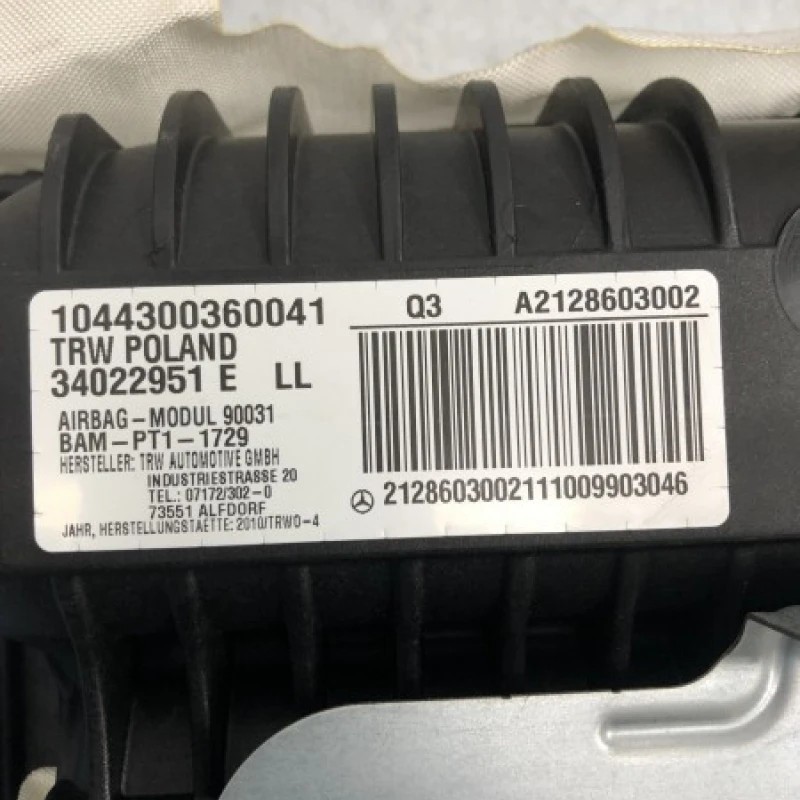 1044300360041
TRW POLAND
34022951 E LL
AIRBAG-MODUL 90031
BAM-PT1-1729
HERSTELLER: TRW AUTOMOTIVE GMBH
INDUSTRIESTRASSE 20
TEL.: 07172/302-0
73551 ALFDORF
JAHR, HERSTELLUNGSTAETTE: 2010/TRWO-4
Q3 A2128603002
2128603002111009903046